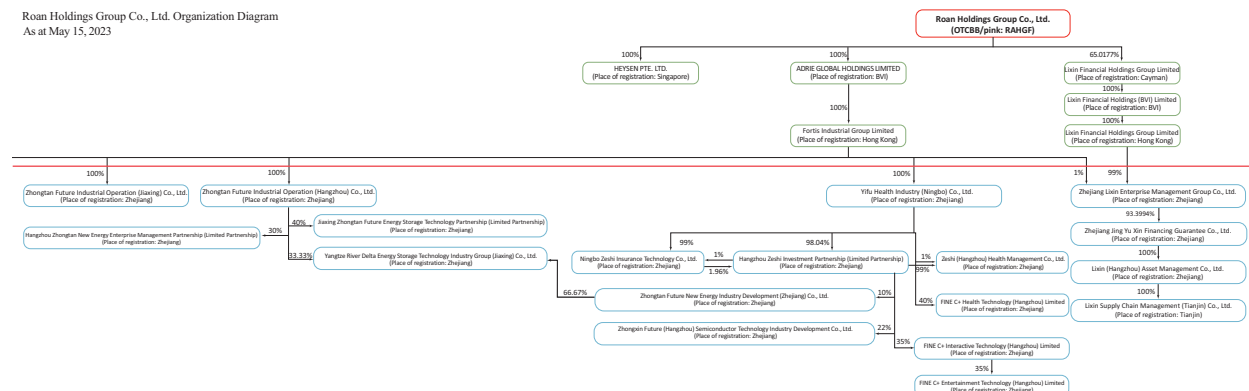 Roan Holdings Group Co., Ltd. Organization Diagram
As at May 15, 2023
Roan Holdings Group Co., Ltd.
(OTCBB/pink: RAHGF)
100%
100%
65.0177%
HEYSEN PTE. LTD.
(Place of registration: Singapore)
ADRIE GLOBAL HOLDINGS LIMITED
(Place of registration: BVI)
Lixin Financial Holdings Group Limited
(Place of registration: Cayman)
100%
100%
Lixin Financial Holdings (BVI) Limited
(Place of registration: BVI)
100%
Fortis Industrial Group Limited
(Place of registration: Hong Kong)
Lixin Financial Holdings Group Limited
(Place of registration: Hong Kong)
100%
100%
100%
1%
99%
Zhongtan Future Industrial Operation (Jiaxing) Co., Ltd.
(Place of registration: Zhejiang)
Zhongtan Future Industrial Operation (Hangzhou) Co., Ltd.
(Place of registration: Zhejiang)
Yifu Health Industry (Ningbo) Co., Ltd.
(Place of registration: Zhejiang)
Zhejiang Lixin Enterprise Management Group Co., Ltd.
(Place of registration: Zhejiang)
93.3994%
40%
Jiaxing Zhongtan Future Energy Storage Technology Partnership (Limited Partnership)
(Place of registration: Zhejiang)
30%
Hangzhou Zhongtan New Energy Enterprise Management Partnership (Limited Partnership)
(Place of registration: Zhejiang)
Zhejiang Jing Yu Xin Financing Guarantee Co., Ltd.
(Place of registration: Zhejiang)
99%
98.04%
100%
33.33%
Yangtze River Delta Energy Storage Technology Industry Group (Jiaxing) Co., Ltd.
(Place of registration: Zhejiang)
Ningbo Zeshi Insurance Technology Co., Ltd.
(Place of registration: Zhejiang)
1%
1.96%
Hangzhou Zeshi Investment Partnership (Limited Partnership)
(Place of registration: Zhejiang)
1%
99%
Zeshi (Hangzhou) Health Management Co., Ltd.
(Place of registration: Zhejiang)
Lixin (Hangzhou) Asset Management Co., Ltd.
(Place of registration: Zhejiang)
100%
66.67%
Zhongtan Future New Energy Industry Development (Zhejiang) Co., Ltd.
(Place of registration: Zhejiang)
10%
40%
FINE C+ Health Technology (Hangzhou) Limited
(Place of registration: Zhejiang)
Lixin Supply Chain Management (Tianjin) Co., Ltd.
(Place of registration: Tianjin)
Zhongxin Future (Hangzhou) Semiconductor Technology Industry Development Co., Ltd.
(Place of registration: Zhejiang)
22%
35%
FINE C+ Interactive Technology (Hangzhou) Limited
(Place of registration: Zhejiang)
35%
FINE C+ Entertainment Technology (Hangzhou) Limited
(Place of registration: Zhejiang)